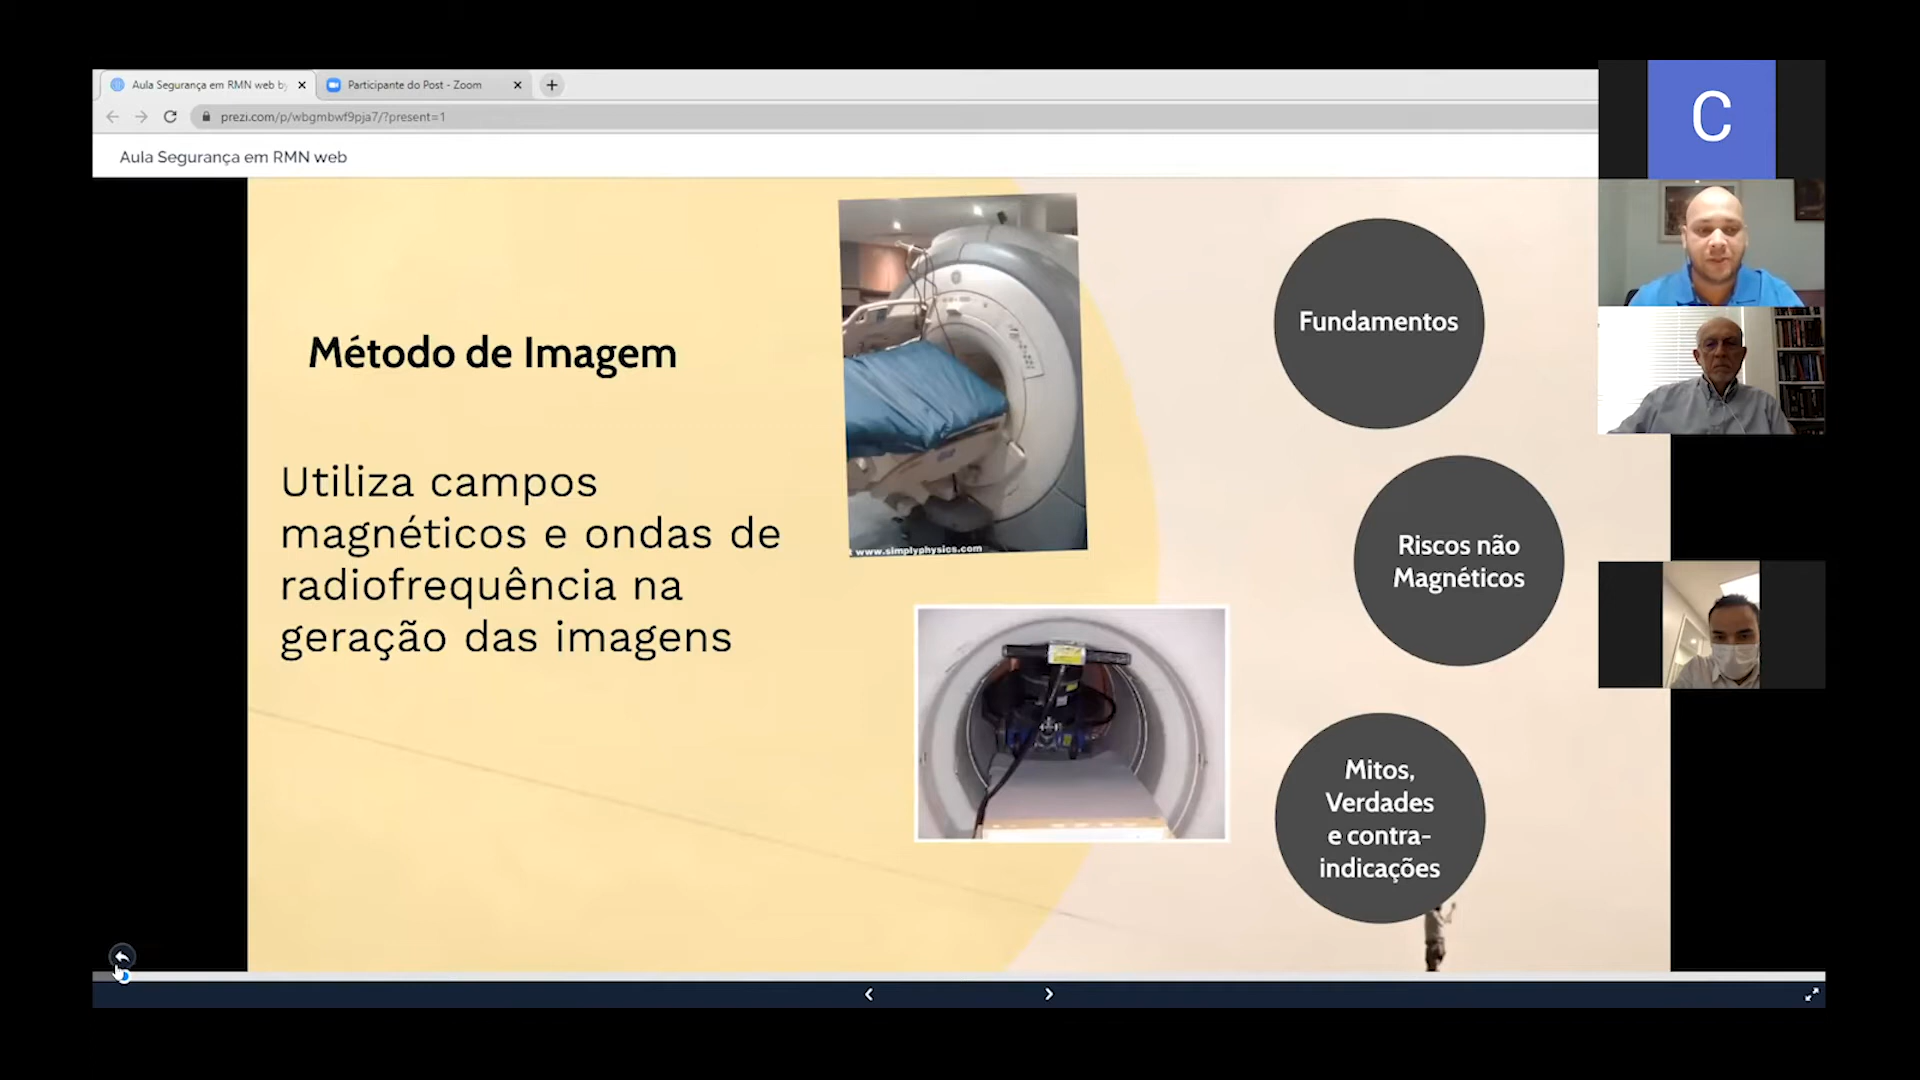 Aula Segurança em RMN web by
Participante do Post - Zoom
prezi.com/p/wbgmbwf9pja7/?present=1
Aula Segurança em RMN web
C
Método de Imagem
Utiliza campos
magnéticos e ondas de
radiofrequência na
geração das imagens
t www.simplyphysics.com
Fundamentos
Riscos não
Magnéticos
Mitos,
Verdades
e contra-
indicações